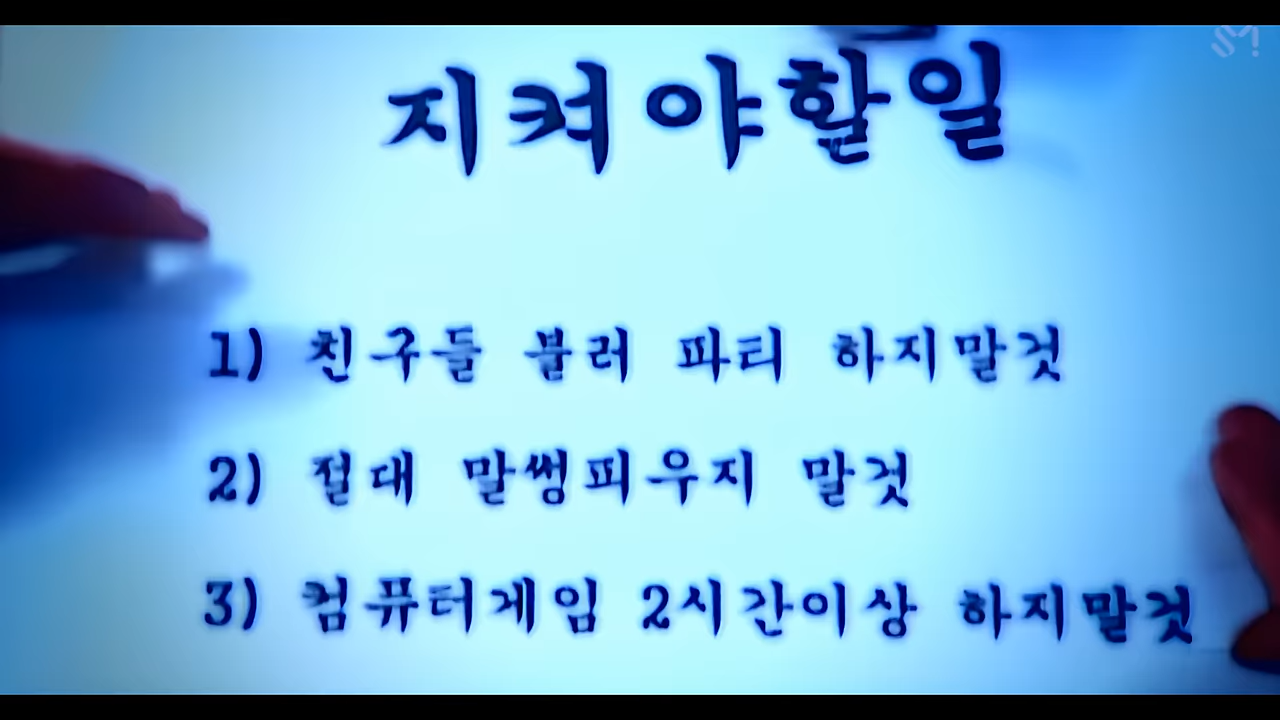 SM!
지켜야할일
1) 친구들 불러 파티 하지말것
2) 절대 말썽피우지 말것
3) 컴퓨터게임 2시간이상 하지말것